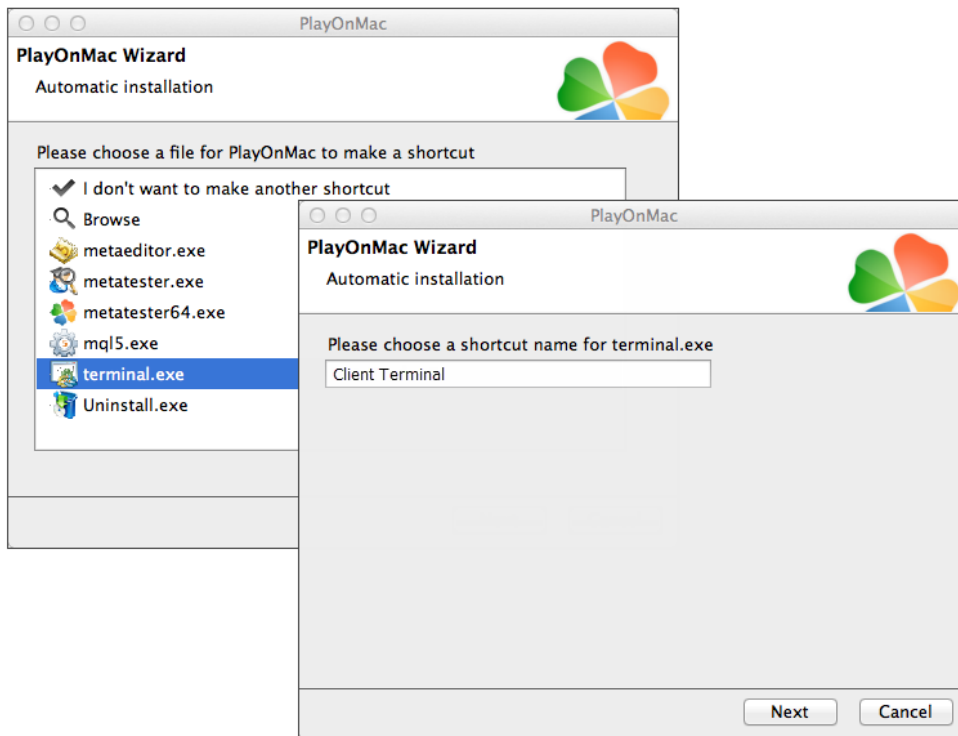 PlayOnMac
PlayOnMac Wizard
Automatic installation
Please choose a file for PlayOnMac to make a shortcut
I don't want to make another shortcut
Browse
metaeditor.exe
metatester.exe
metatester64.exe
mql5.exe
terminal.exe
Uninstall.exe
PlayOnMac
PlayOnMac Wizard
Automatic installation
Please choose a shortcut name for terminal.exe
Client Terminal
Next
Cancel